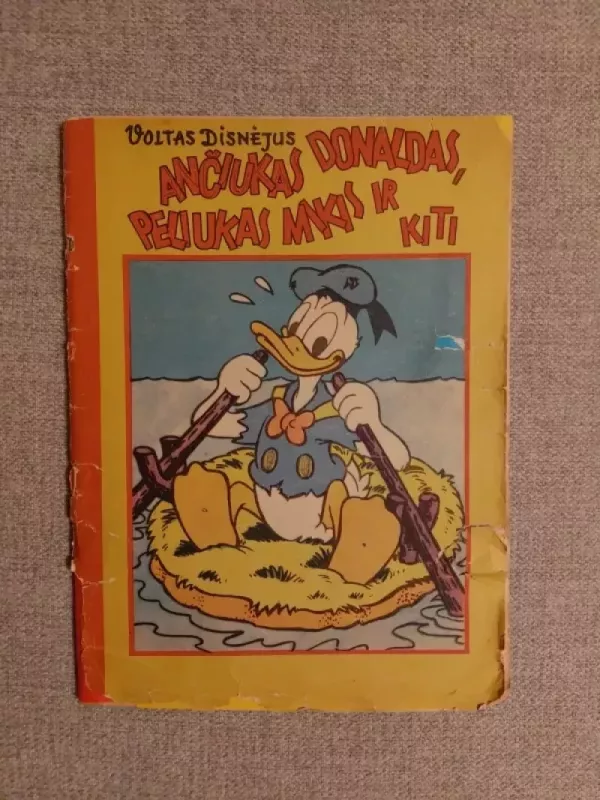 Voltas Disnėjus
ANČIUKAS DONALDAS,
PELIUKAS MIKIS IR
KITI